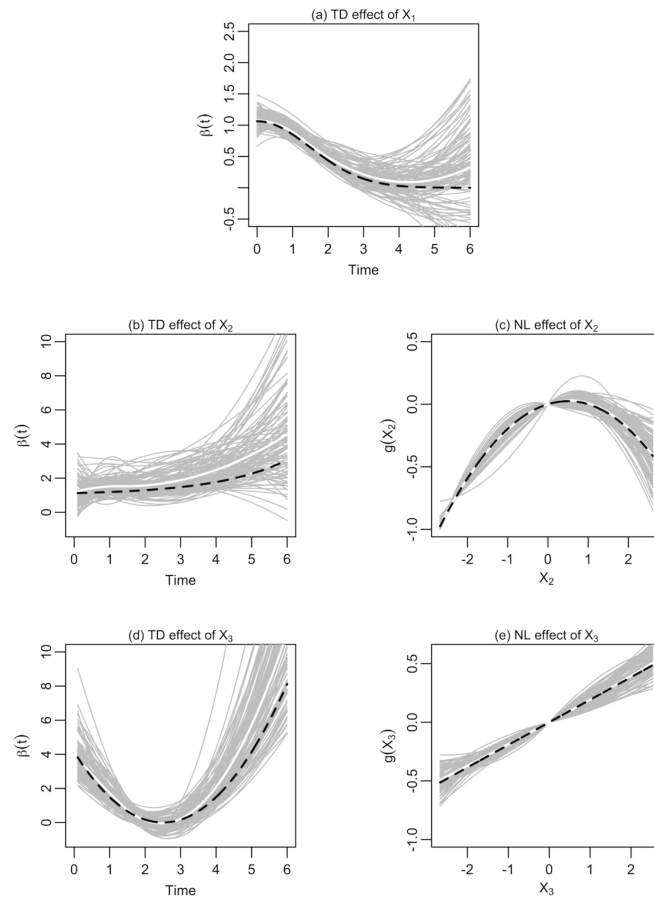 (a) TD effect of X1
β(t)
2.5
2.0
1.5
1.0
0.5
-0.5
0 1 2 3 4 5 6
Time
(b) TD effect of X2
β(t)
10
8
6
4
2
0
0 1 2 3 4 5 6
Time
(c) NL effect of X2
g(X2)
0.5
0.0
-0.5
-1.0
-2 -1 0 1 2
X2
(d) TD effect of X3
β(t)
10
8
6
4
2
0
0 1 2 3 4 5 6
Time
(e) NL effect of X3
g(X3)
0.5
0.0
-0.5
-1.0
-2 -1 0 1 2
X3